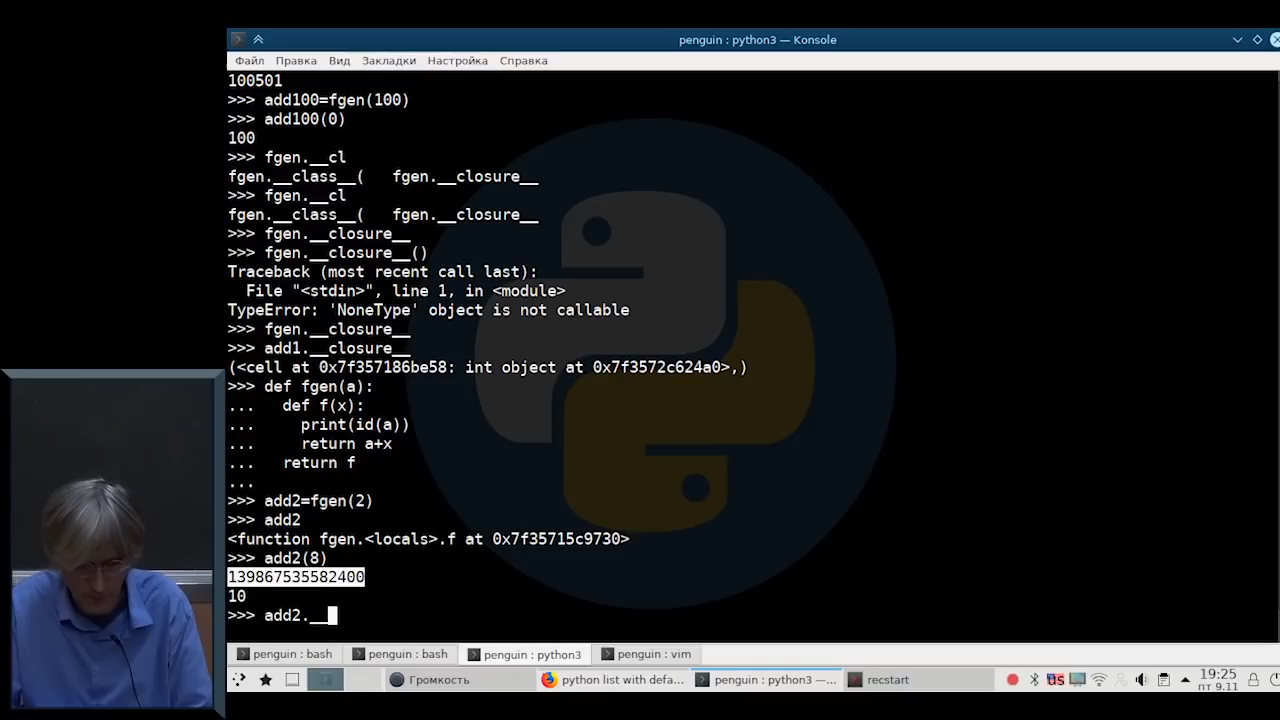 penguin : python3 — Konsole
Файл Правка Вид Закладки Настройка Справка
100501
>>> add100=fgen(100)
>>> add100(0)
100
>>> fgen.__cl
fgen.__class__( fgen.__closure__
>>> fgen.__cl
fgen.__class__( fgen.__closure__
>>> fgen.__closure__
>>> fgen.__closure__()
Traceback (most recent call last):
  File "<stdin>", line 1, in <module>
TypeError: 'NoneType' object is not callable
>>> fgen.__closure__
>>> add1.__closure__
(<cell at 0x7f357186be58: int object at 0x7f3572c624a0>,)
>>> def fgen(a):
...   def f(x):
...     print(id(a))
...     return a+x
...   return f
...
>>> add2=fgen(2)
>>> add2
<function fgen.<locals>.f at 0x7f35715c9730>
>>> add2(8)
139867535582400
10
>>> add2.__
penguin : bash penguin : bash penguin : python3 penguin : vim
Громкость python list with defa... penguin : python3 —... recstart US 19:25
пт 9.11